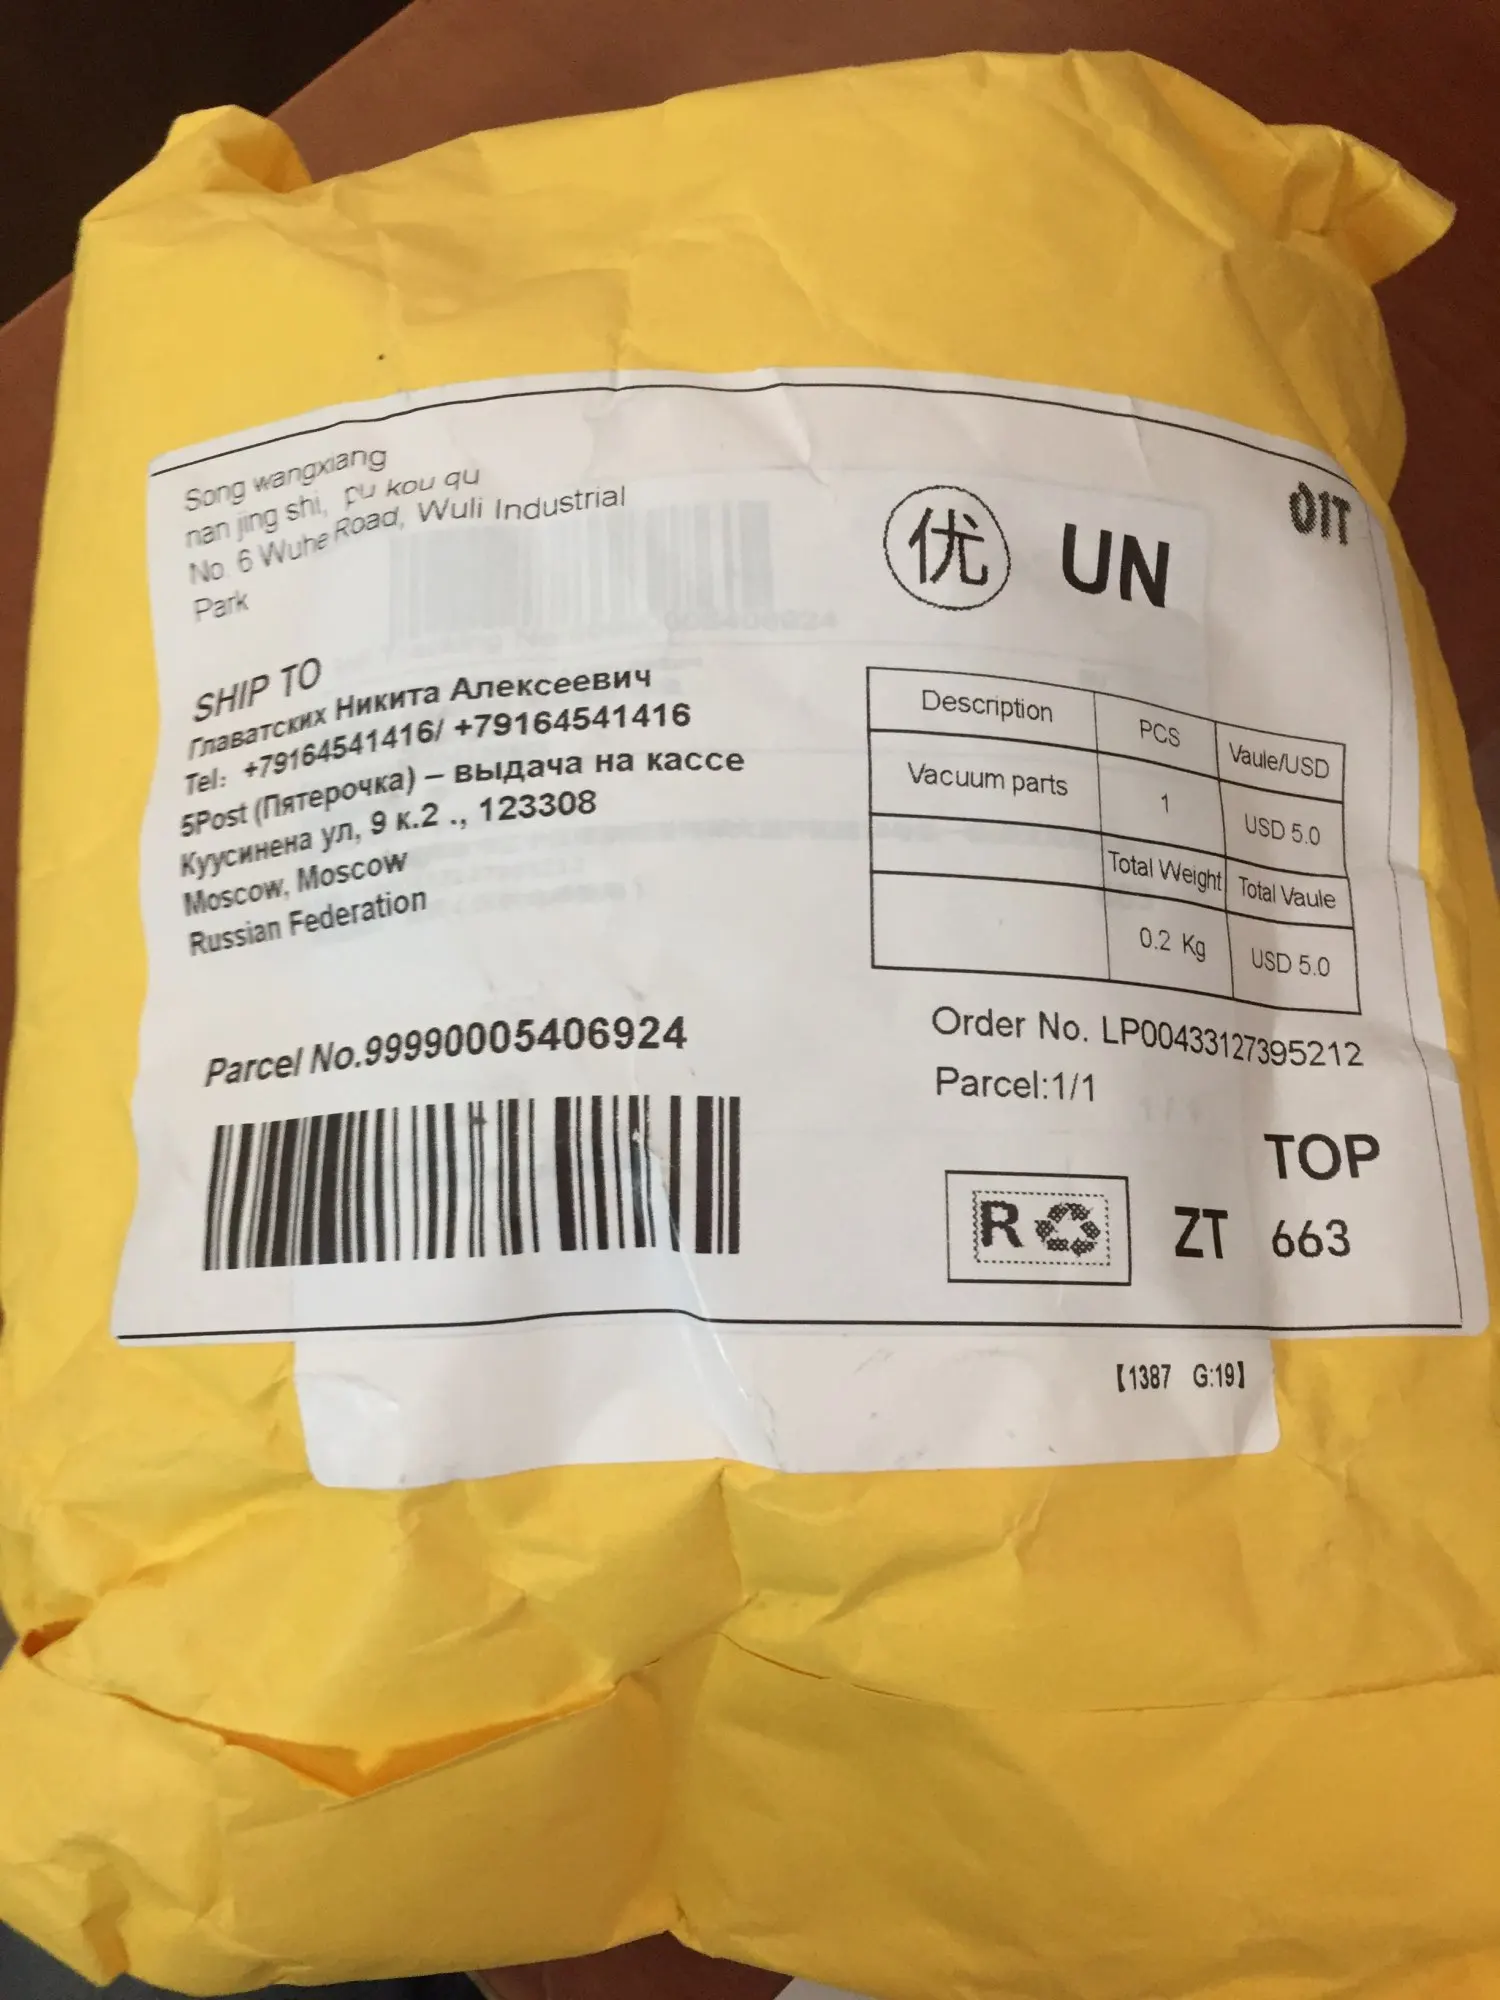 Song wangxiang
nan jing shi, pu kou qu
No. 6 Wuhe Road, Wuli Industrial
Park
优 UN
01T
SHIP TO
Главатских Никита Алексеевич
Tel: +79164541416/ +79164541416
5Post (Пятерочка) – выдача на кассе
Куусинена ул, 9 к.2 ., 123308
Moscow, Moscow
Russian Federation
Description PCS Vaule/USD
Vacuum parts 1 USD 5.0
Total Weight Total Vaule
0.2 Kg USD 5.0
Parcel No.99990005406924
Order No. LP00433127395212
Parcel:1/1
TOP
R ZT 663
【1387 G:19】